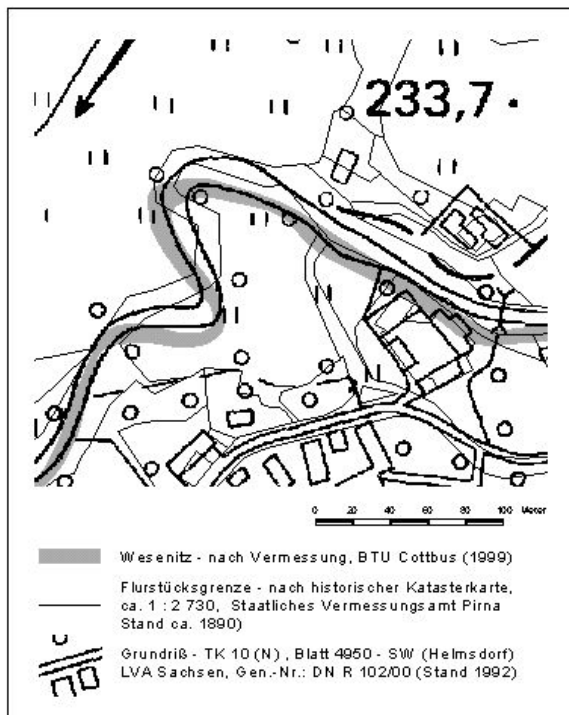 233,7
0 20 40 60 80 100 Meter
Wesenitz - nach Vermessung, BTU Cottbus (1999)
Flurstücksgrenze - nach historischer Katasterkarte,
ca. 1 : 2 730, Staatliches Vermessungsamt Pirna
Stand ca. 1890)
Grundriß - TK 10 (N) , Blatt 4950 - SW (Helmsdorf)
LVA Sachsen, Gen.-Nr.: DN R 102/00 (Stand 1992)